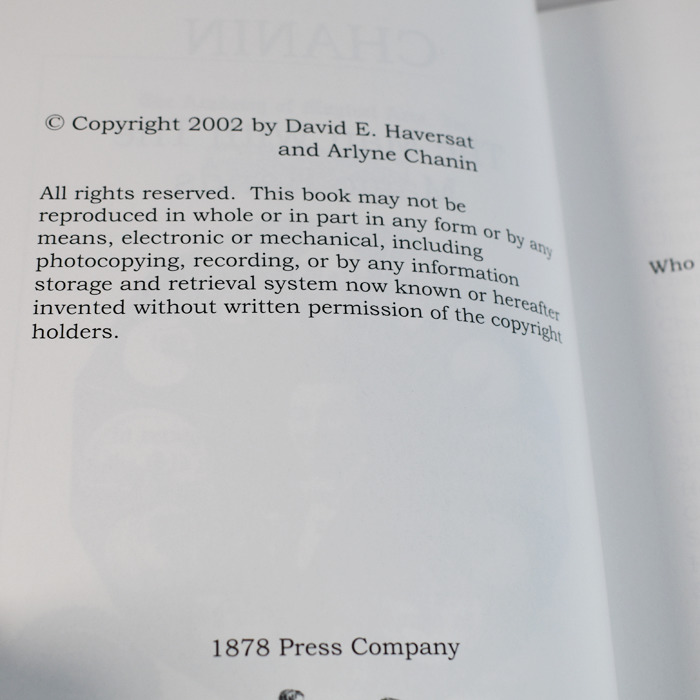 © Copyright 2002 by David E. Haversat
and Arlyne Chanin
All rights reserved. This book may not be
reproduced in whole or in part in any form or by any
means, electronic or mechanical, including
photocopying, recording, or by any information
storage and retrieval system now known or hereafter
invented without written permission of the copyright
holders.
1878 Press Company
Who
CHANIN